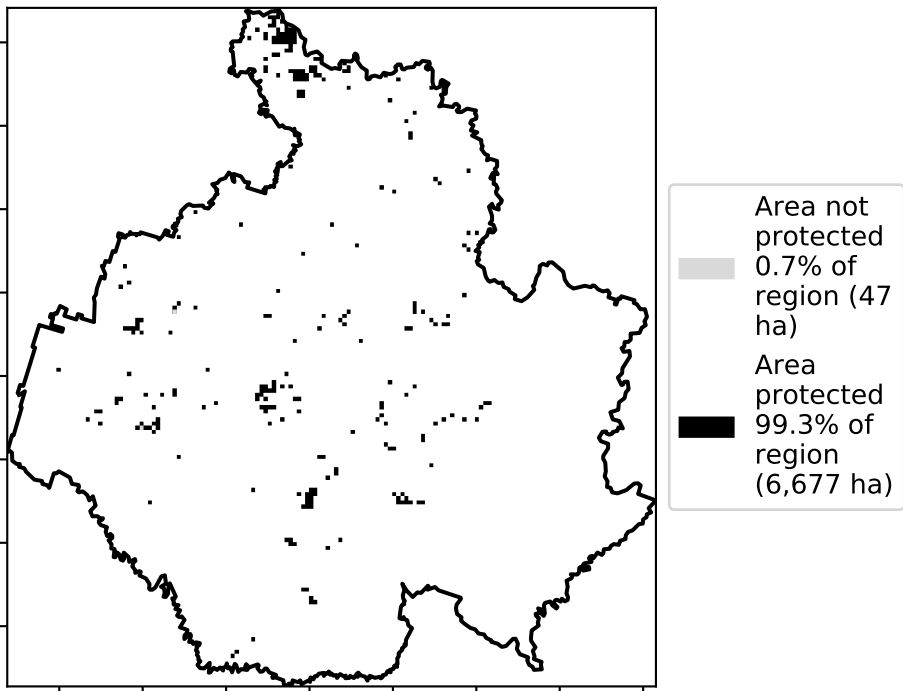 Area not
protected
0.7% of
region (47
ha)
Area
protected
99.3% of
region
(6,677 ha)